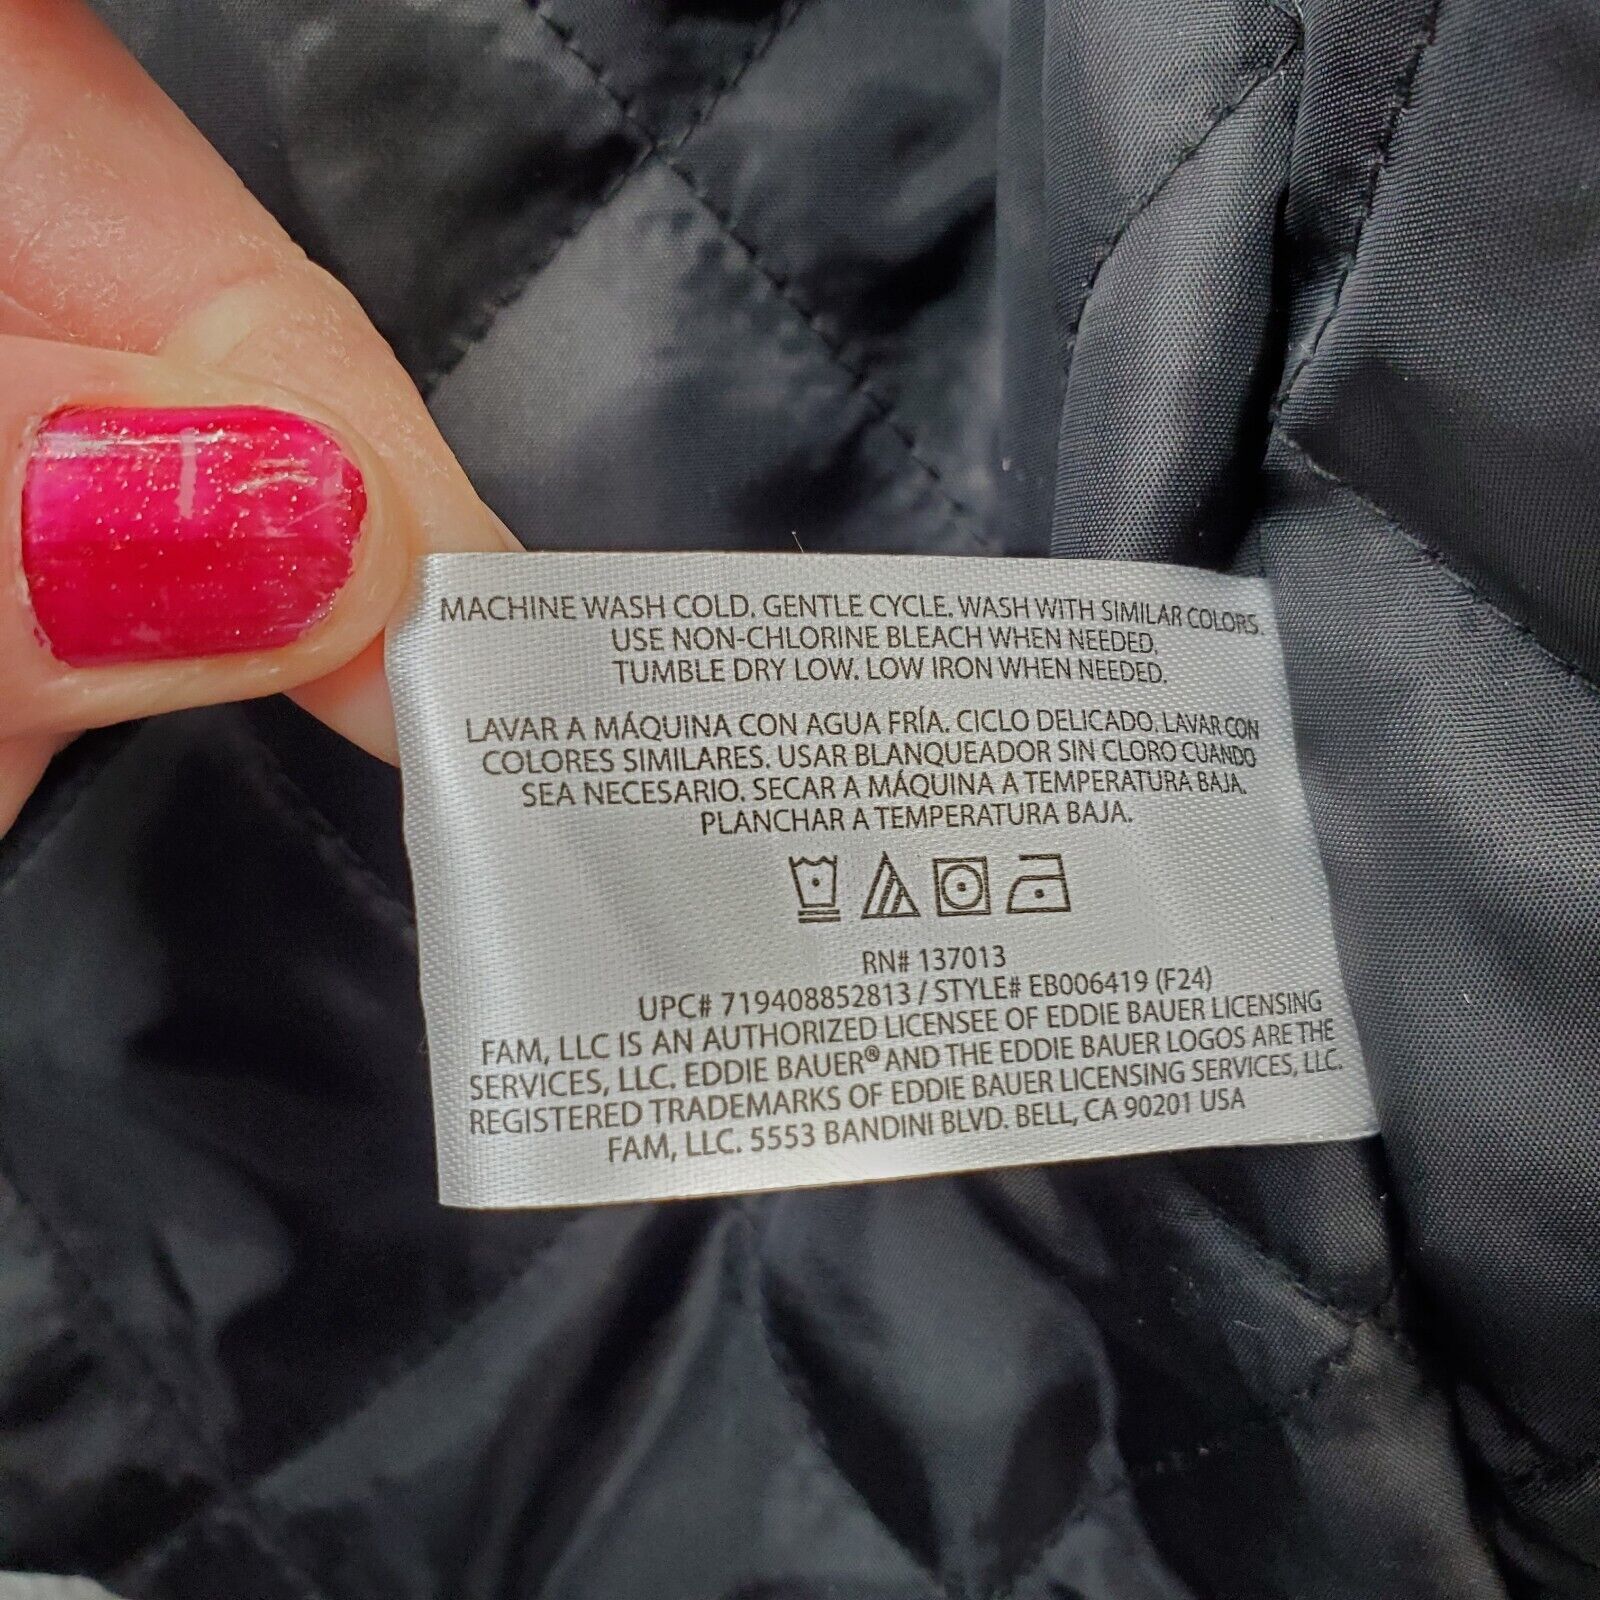 MACHINE WASH COLD. GENTLE CYCLE. WASH WITH SIMILAR COLORS.
USE NON-CHLORINE BLEACH WHEN NEEDED.
TUMBLE DRY LOW. LOW IRON WHEN NEEDED.
LAVAR A MÁQUINA CON AGUA FRÍA. CICLO DELICADO. LAVAR CON
COLORES SIMILARES. USAR BLANQUEADOR SIN CLORO CUANDO
SEA NECESARIO. SECAR A MÁQUINA A TEMPERATURA BAJA.
PLANCHAR A TEMPERATURA BAJA.
RN# 137013
UPC# 719408852813 / STYLE# EB006419 (F24)
FAM, LLC IS AN AUTHORIZED LICENSEE OF EDDIE BAUER LICENSING
SERVICES, LLC. EDDIE BAUER® AND THE EDDIE BAUER LOGOS ARE THE
REGISTERED TRADEMARKS OF EDDIE BAUER LICENSING SERVICES, LLC.
FAM, LLC. 5553 BANDINI BLVD. BELL, CA 90201 USA